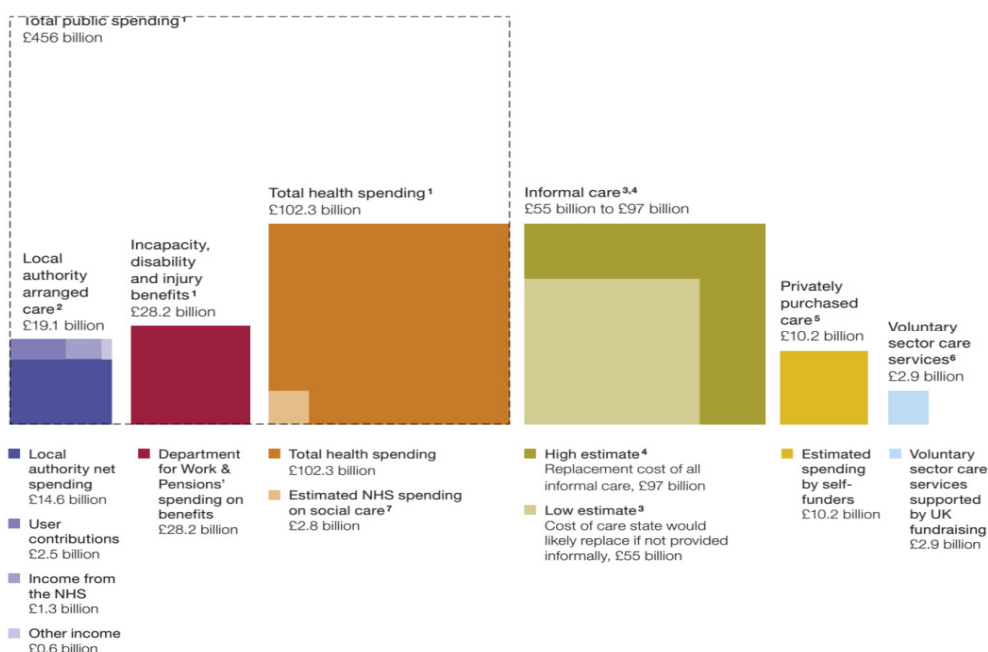 Total public spending¹
£456 billion
Total health spending¹
£102.3 billion
Informal care³,⁴
£55 billion to £97 billion
Local
authority
arranged
care²
£19.1 billion
Incapacity,
disability
and injury
benefits¹
£28.2 billion
Privately
purchased
care⁵
£10.2 billion
Voluntary
sector care
services⁶
£2.9 billion
Local
authority net
spending
£14.6 billion
User
contributions
£2.5 billion
Income from
the NHS
£1.3 billion
Other income
£0.6 billion
Department
for Work &
Pensions'
spending on
benefits
£28.2 billion
Total health spending
£102.3 billion
Estimated NHS spending
on social care⁷
£2.8 billion
High estimate⁴
Replacement cost of all
informal care, £97 billion
Low estimate³
Cost of care state would
likely replace if not provided
informally, £55 billion
Estimated
spending
by self-
funders
£10.2 billion
Voluntary
sector care
services
supported
by UK
fundraising
£2.9 billion